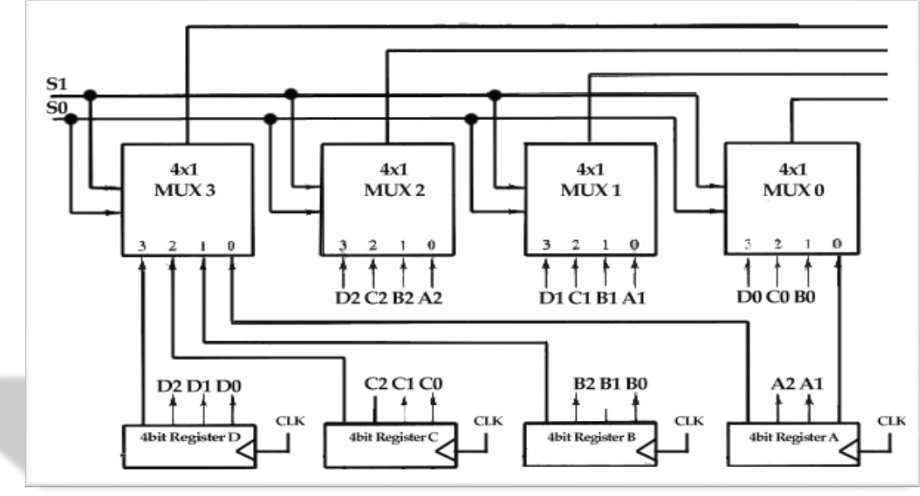 S1
S0
4x1 MUX 3
4x1 MUX 2
4x1 MUX 1
4x1 MUX 0
3 2 1 0
3 2 1 0
3 2 1 0
3 2 1 0
D2 C2 B2 A2
D1 C1 B1 A1
D0 C0 B0
D2 D1 D0
C2 C1 C0
B2 B1 B0
A2 A1
CLK
CLK
CLK
CLK
4bit Register D
4bit Register C
4bit Register B
4bit Register A